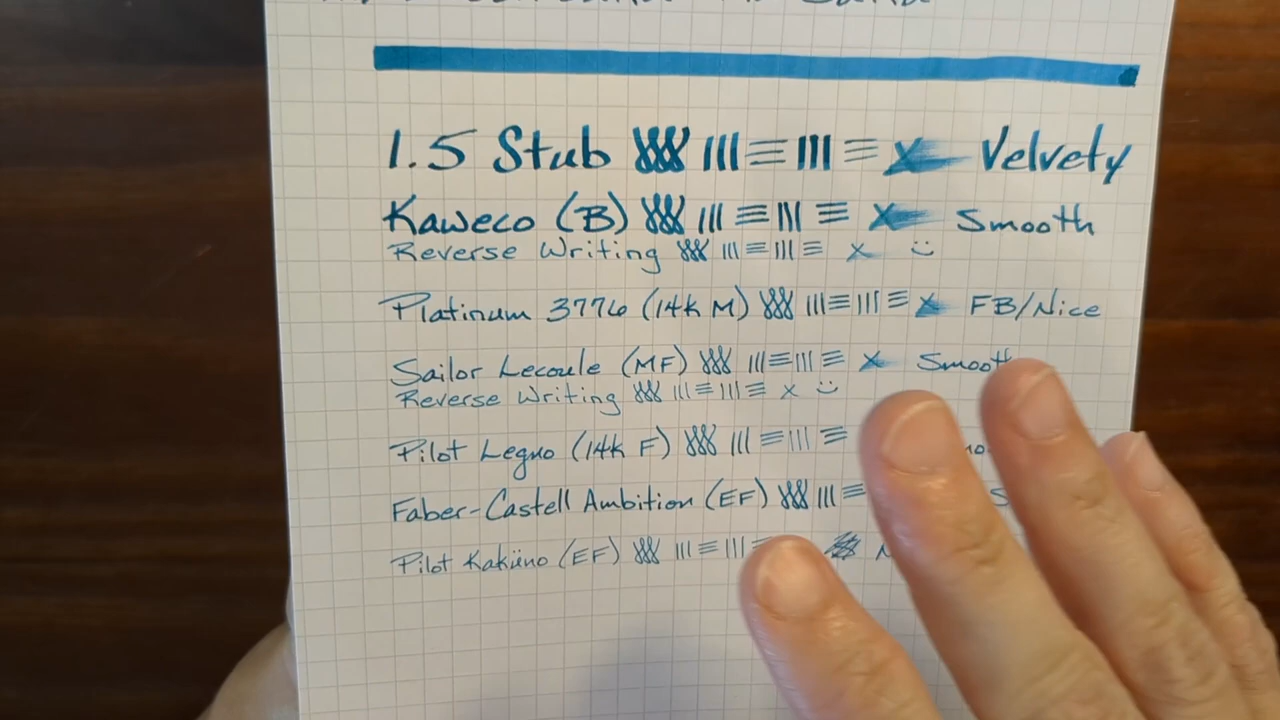 1.5 Stub Velvety
Kaweco (B) Smooth
Reverse Writing :)
Platinum 3776 (14k M) FB/Nice
Sailor Lecoule (MF) Smooth
Reverse Writing :)
Pilot Legno (14k F)
Faber-Castell Ambition (EF)
Pilot Kaküno (EF)